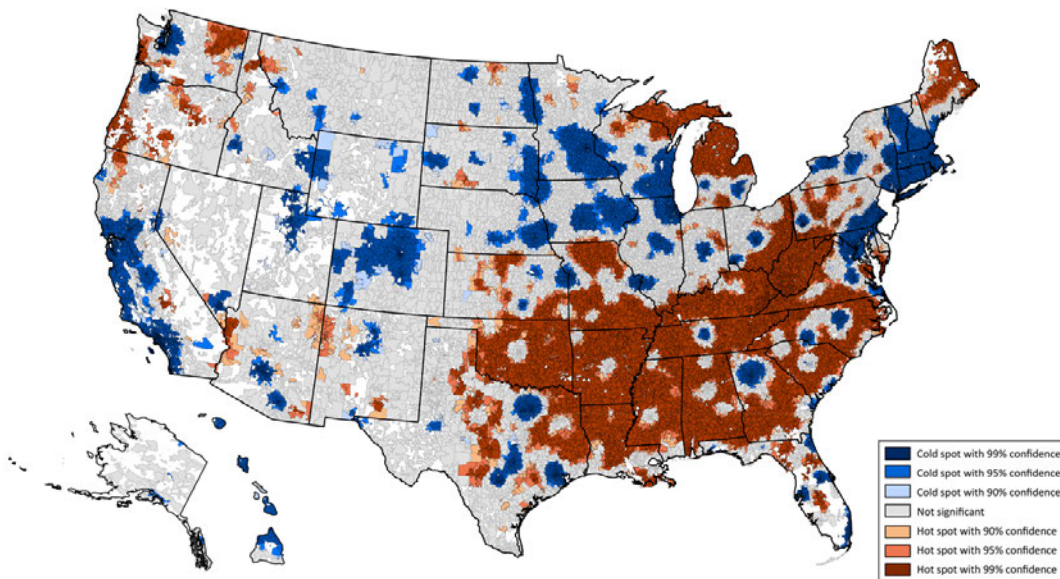 Cold spot with 99% confidence
Cold spot with 95% confidence
Cold spot with 90% confidence
Not significant
Hot spot with 90% confidence
Hot spot with 95% confidence
Hot spot with 99% confidence